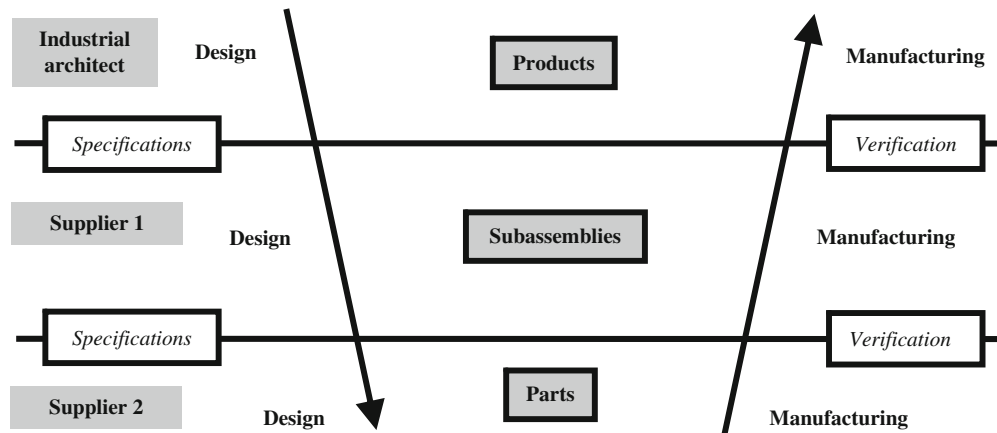 Industrial
architect
Design
Products
Manufacturing
Specifications
Verification
Supplier 1
Design
Subassemblies
Manufacturing
Specifications
Verification
Supplier 2
Design
Parts
Manufacturing